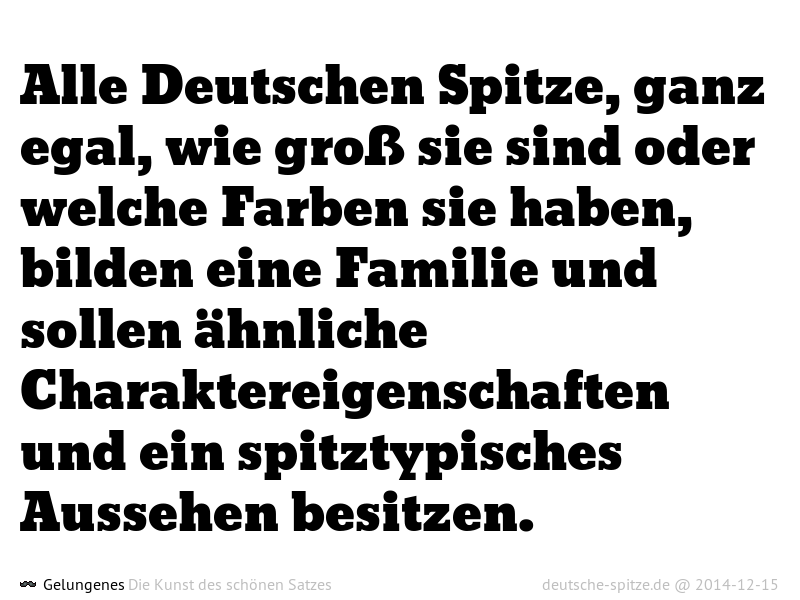 Alle Deutschen Spitze, ganz
egal, wie groß sie sind oder
welche Farben sie haben,
bilden eine Familie und
sollen ähnliche
Charaktereigenschaften
und ein spitztypisches
Aussehen besitzen.
Gelungenes Die Kunst des schönen Satzes deutsche-spitze.de @ 2014-12-15